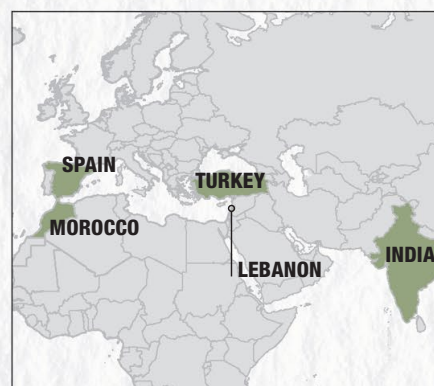 SPAIN
TURKEY
MOROCCO
INDIA
LEBANON